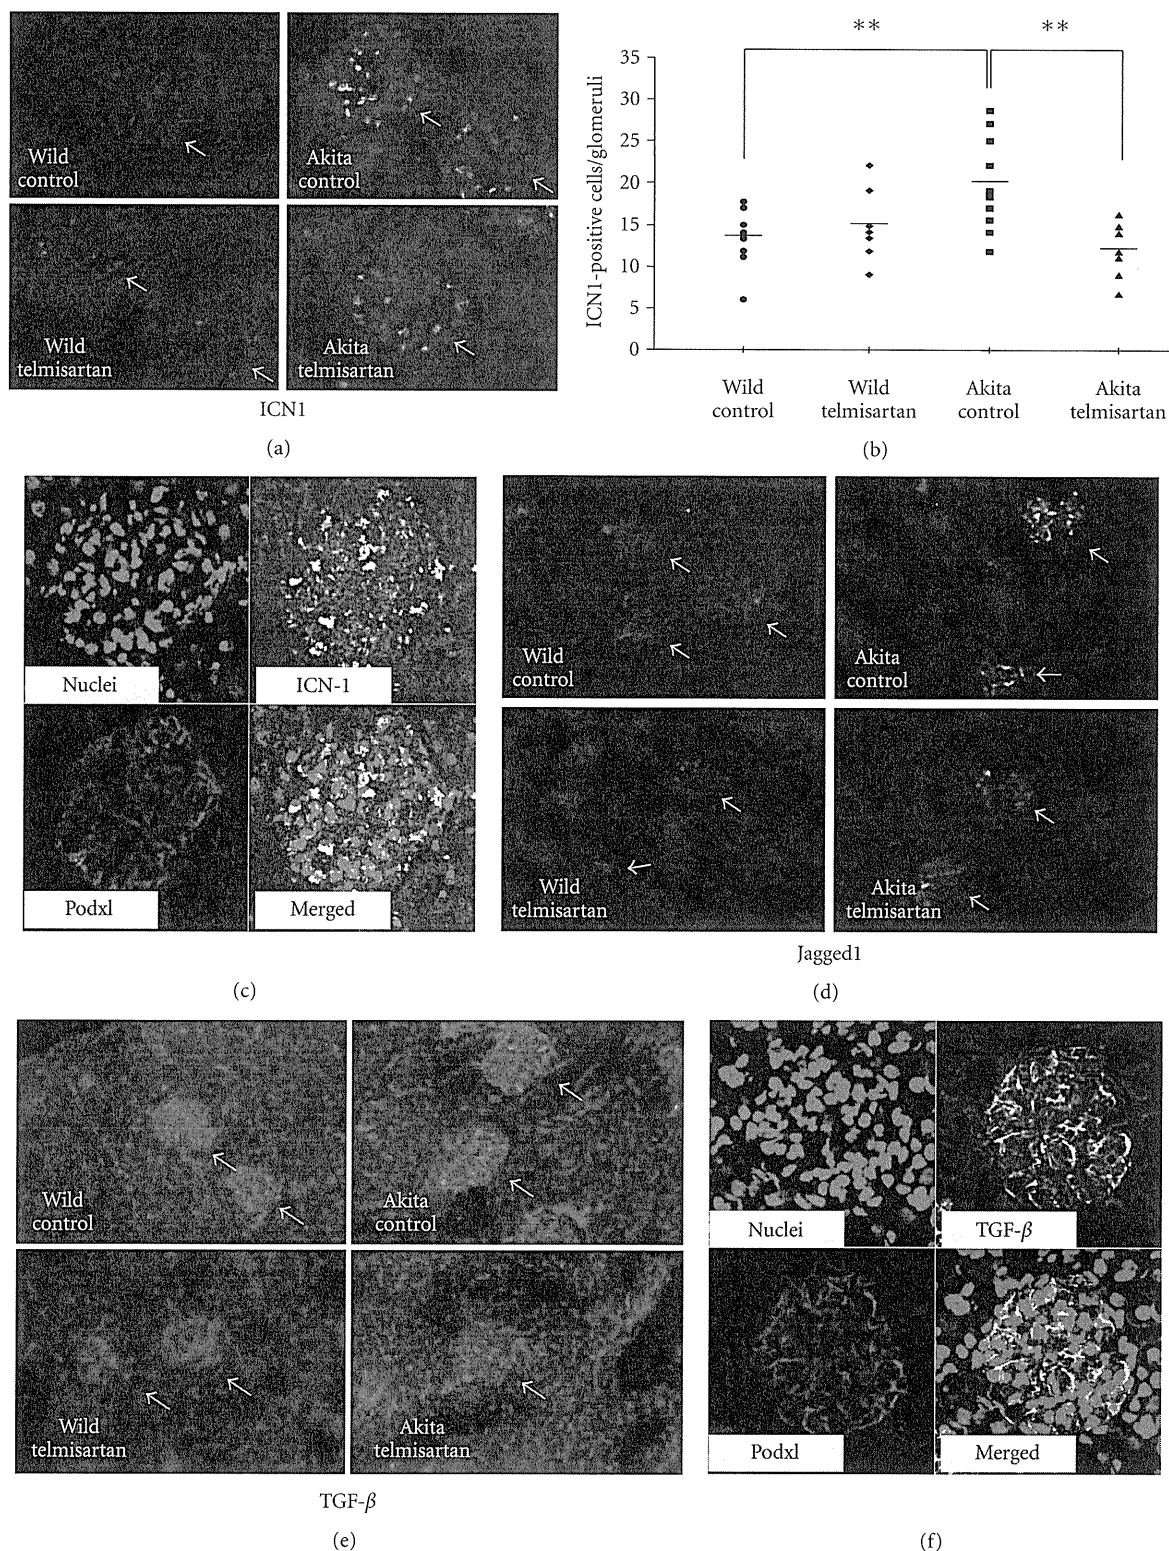 Wild
control
Akita
control
Wild
telmisartan
Akita
telmisartan
ICN1
(a)
** **
ICN1-positive cells/glomeruli
35
30
25
20
15
10
5
0
Wild
control
Wild
telmisartan
Akita
control
Akita
telmisartan
(b)
Nuclei
ICN-1
Podxl
Merged
(c)
Wild
control
Akita
control
Wild
telmisartan
Akita
telmisartan
Jagged1
(d)
Wild
control
Akita
control
Wild
telmisartan
Akita
telmisartan
TGF-β
(e)
Nuclei
TGF-β
Podxl
Merged
(f)